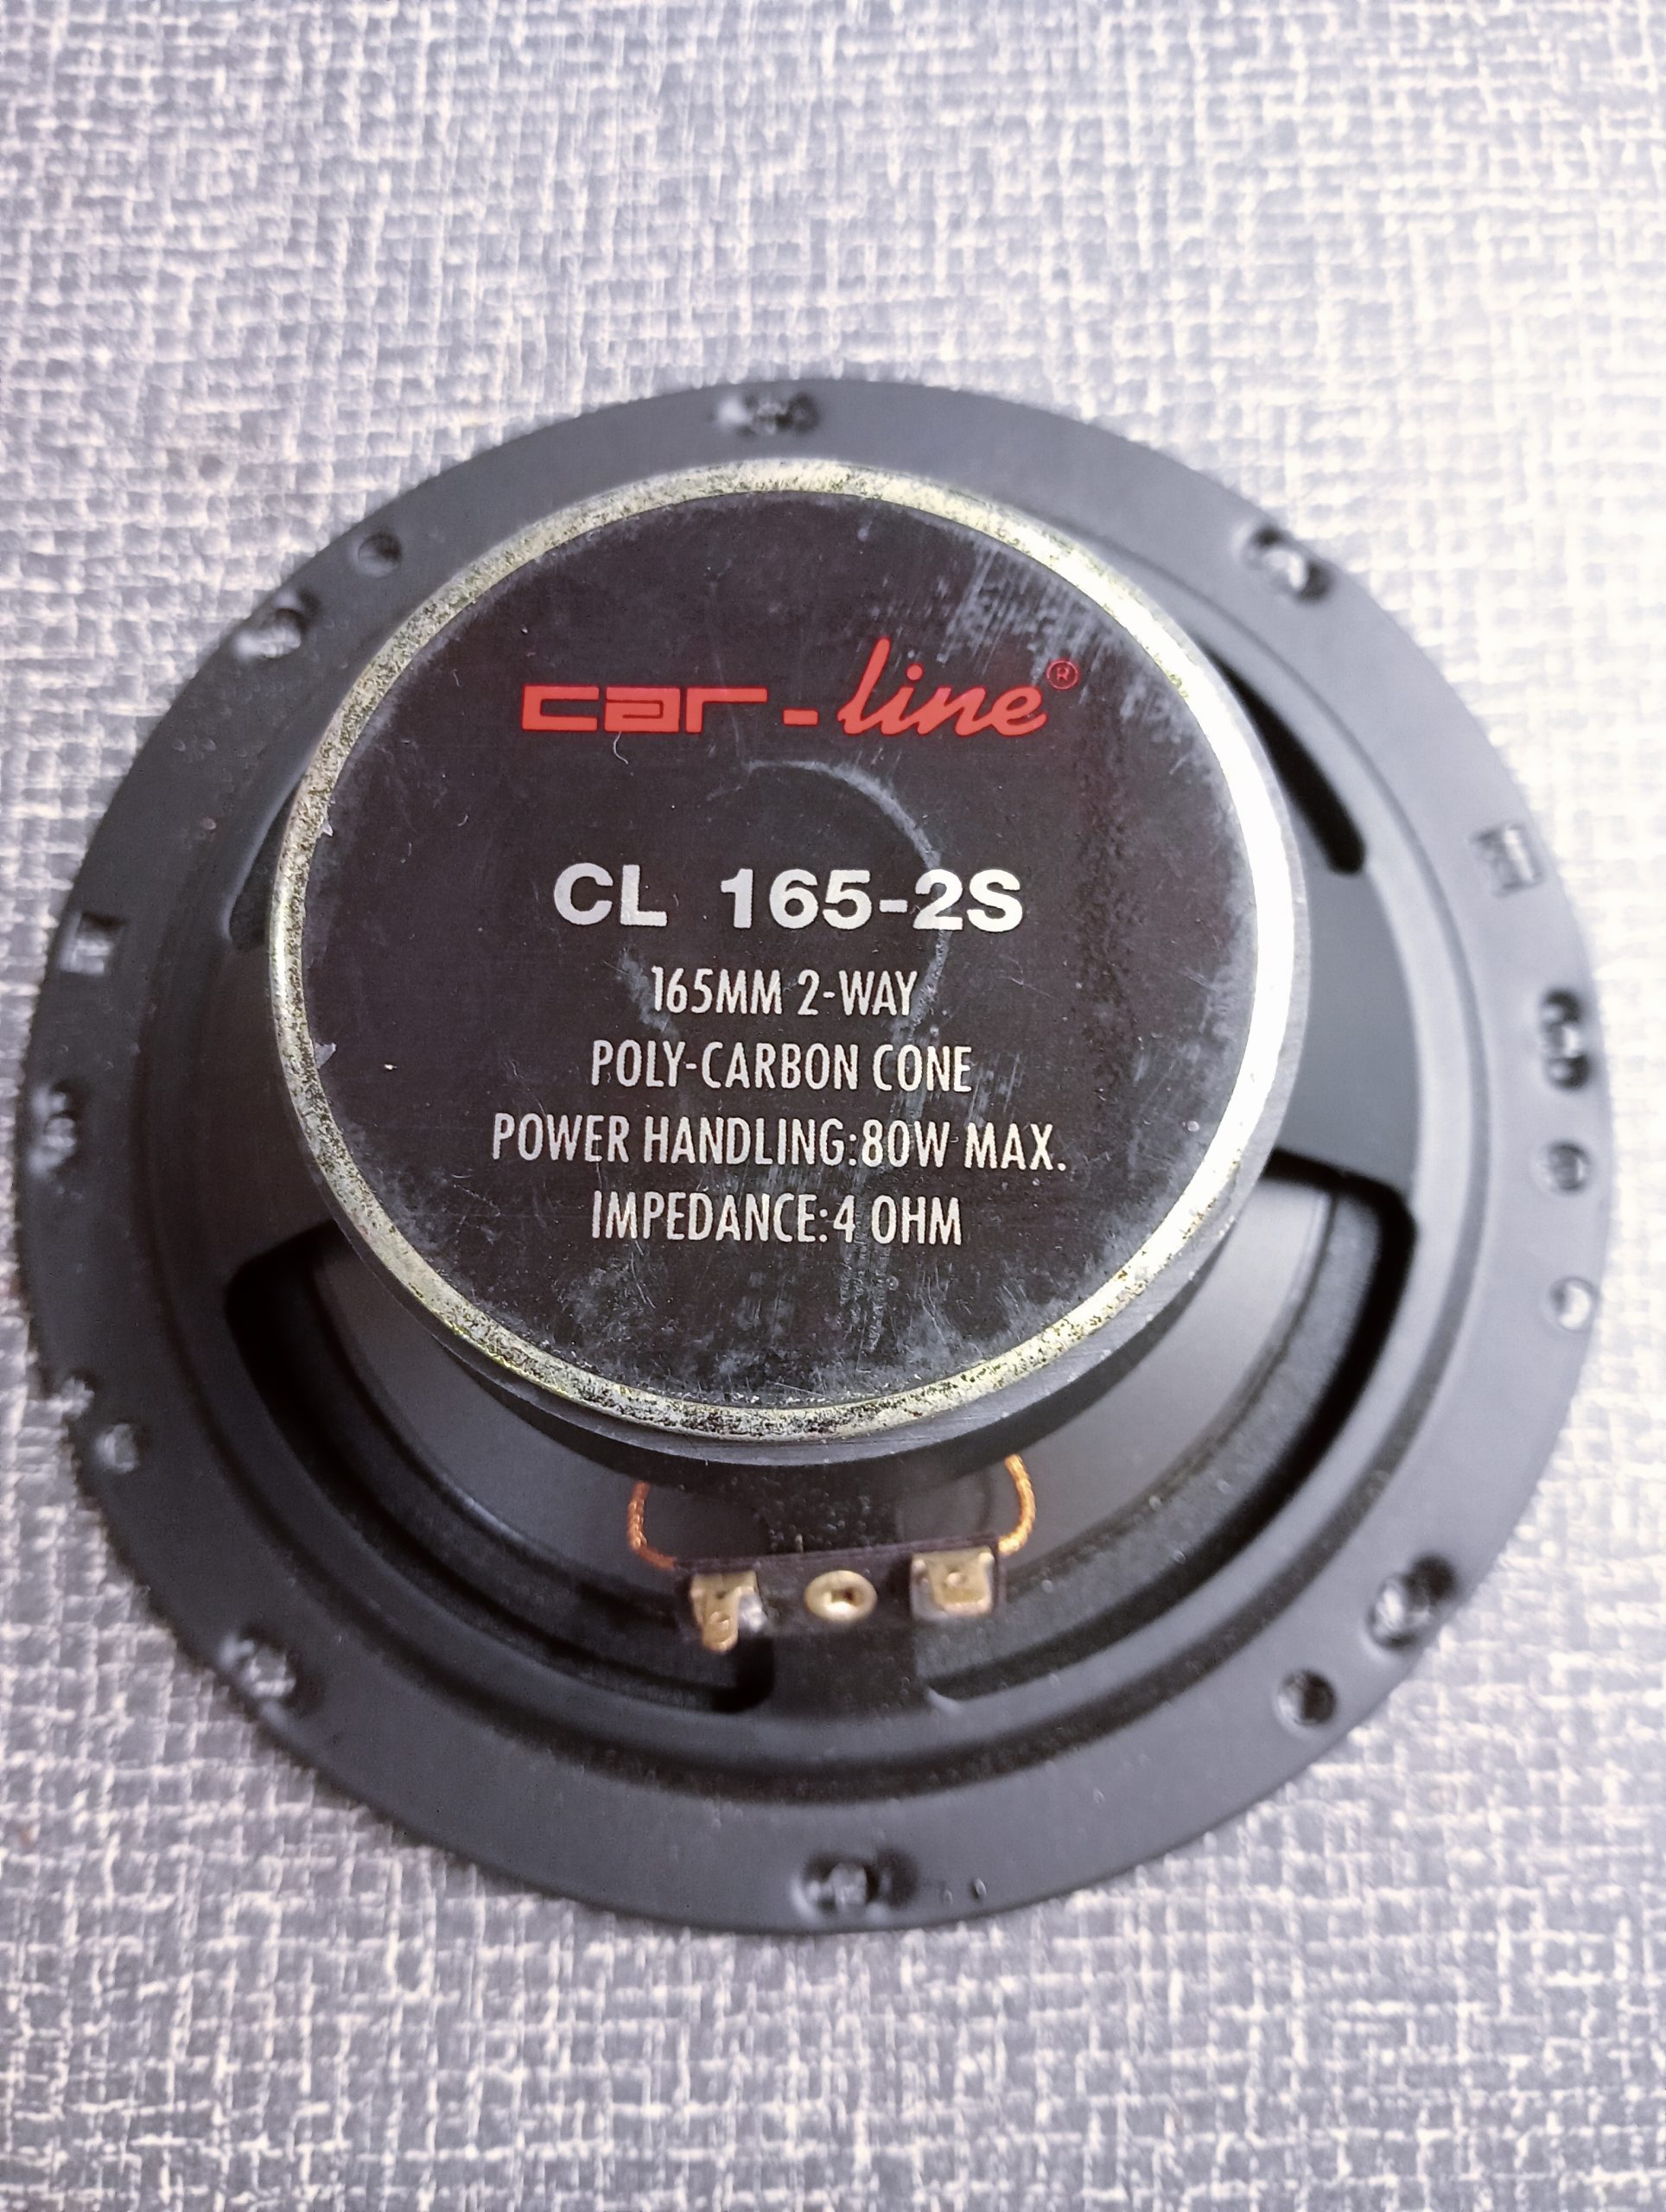 car-line®
CL 165-2S
165MM 2-WAY
POLY-CARBON CONE
POWER HANDLING:80W MAX.
IMPEDANCE:4 OHM